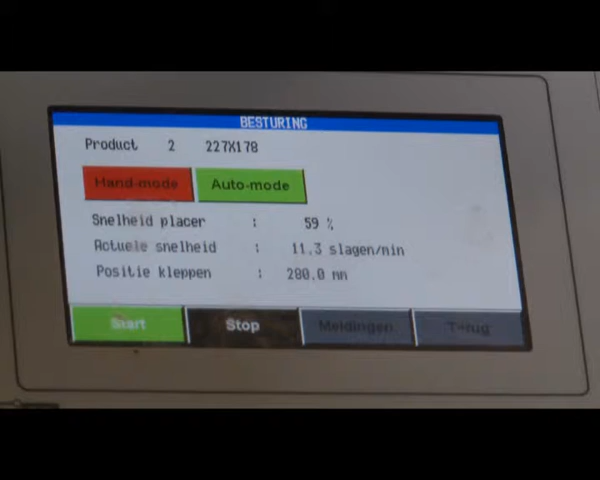 BESTURING
Product 2 227X178
Hand-mode Auto-mode
Snelheid placer : 59 %
Actuele snelheid : 11.3 slagen/min
Positie kleppen : 280.0 mm
Start Stop Meldingen Terug